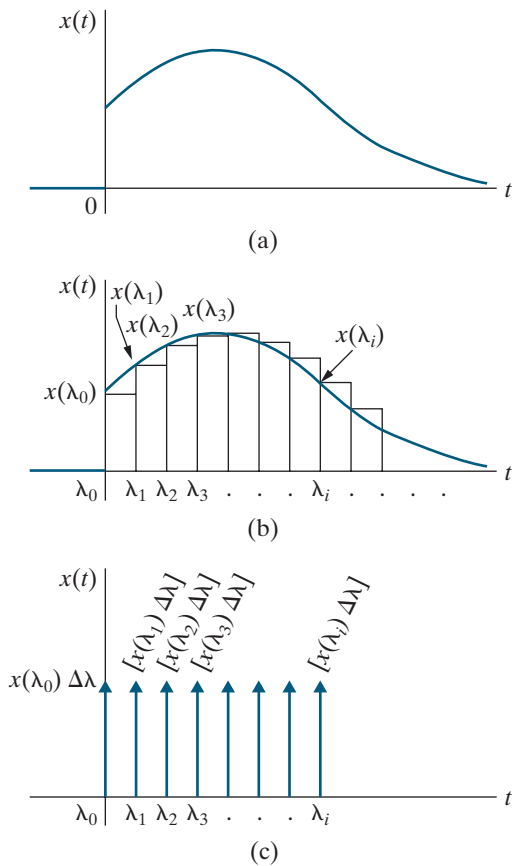 x(t)
t
0
(a)
x(t)
x(λ₁)
x(λ₂)
x(λ₃)
x(λᵢ)
x(λ₀)
t
λ₀ λ₁ λ₂ λ₃ . . . λᵢ . . . .
(b)
x(t)
[x(λ₁) Δλ]
[x(λ₂) Δλ]
[x(λ₃) Δλ]
[x(λᵢ) Δλ]
x(λ₀) Δλ
t
λ₀ λ₁ λ₂ λ₃ . . . λᵢ
(c)